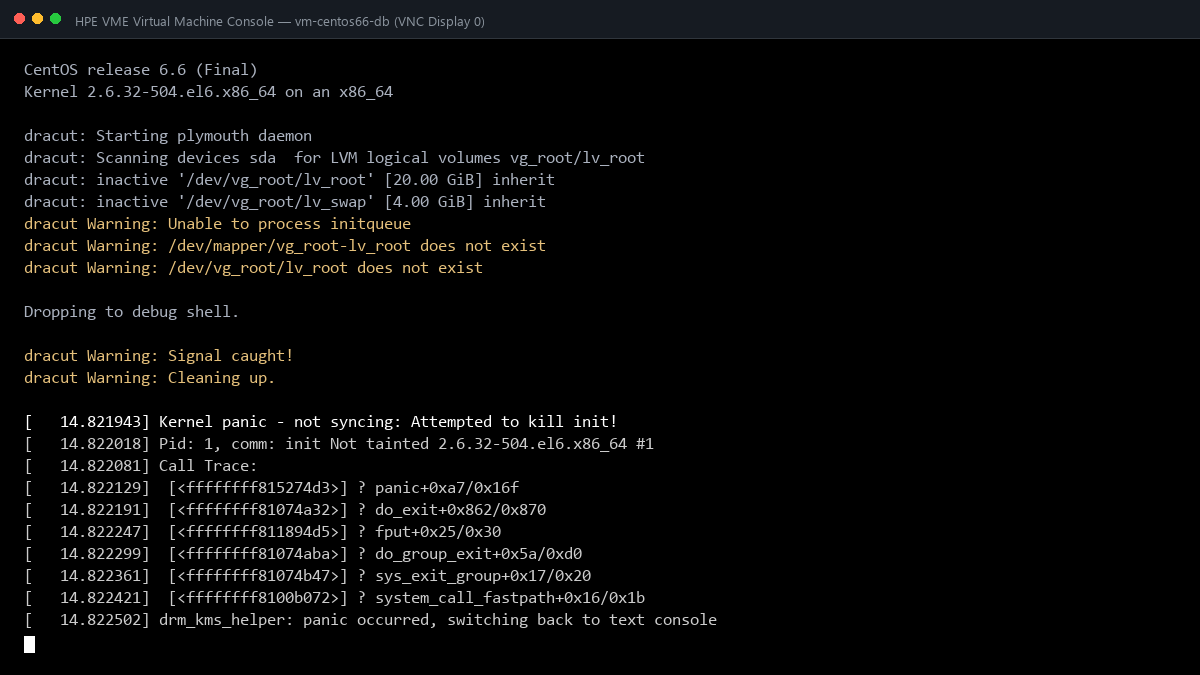 HPE VME Virtual Machine Console — vm-centos66-db (VNC Display 0)
CentOS release 6.6 (Final)
Kernel 2.6.32-504.el6.x86_64 on an x86_64
dracut: Starting plymouth daemon
dracut: Scanning devices sda  for LVM logical volumes vg_root/lv_root
dracut: inactive '/dev/vg_root/lv_root' [20.00 GiB] inherit
dracut: inactive '/dev/vg_root/lv_swap' [4.00 GiB] inherit
dracut Warning: Unable to process initqueue
dracut Warning: /dev/mapper/vg_root-lv_root does not exist
dracut Warning: /dev/vg_root/lv_root does not exist
Dropping to debug shell.
dracut Warning: Signal caught!
dracut Warning: Cleaning up.
[   14.821943] Kernel panic - not syncing: Attempted to kill init!
[   14.822018] Pid: 1, comm: init Not tainted 2.6.32-504.el6.x86_64 #1
[   14.822081] Call Trace:
[   14.822129]  [<ffffffff815274d3>] ? panic+0xa7/0x16f
[   14.822191]  [<ffffffff81074a32>] ? do_exit+0x862/0x870
[   14.822247]  [<ffffffff811894d5>] ? fput+0x25/0x30
[   14.822299]  [<ffffffff81074aba>] ? do_group_exit+0x5a/0xd0
[   14.822361]  [<ffffffff81074b47>] ? sys_exit_group+0x17/0x20
[   14.822421]  [<ffffffff8100b072>] ? system_call_fastpath+0x16/0x1b
[   14.822502] drm_kms_helper: panic occurred, switching back to text console